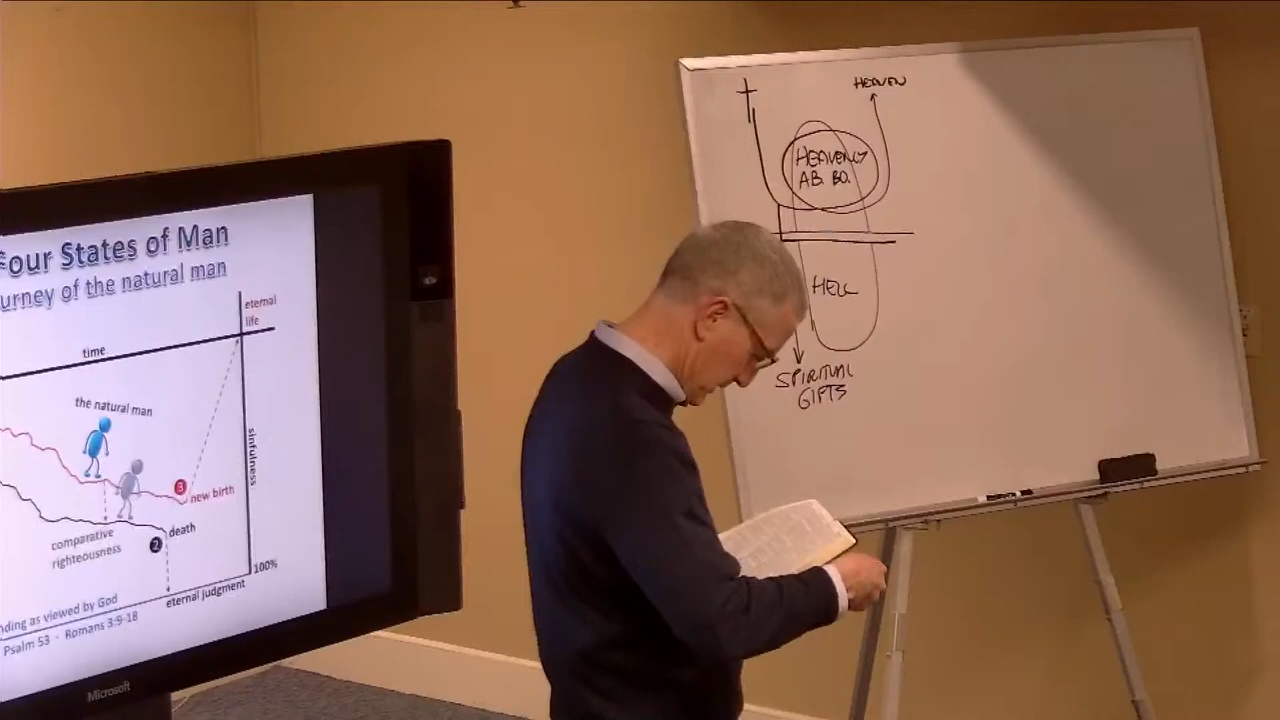 Four States of Man
urney of the natural man
eternal
life
time
the natural man
sinfulness
3
new birth
death
comparative
righteousness
2
100%
eternal judgment
nding as viewed by God
Psalm 53 - Romans 3:9-18
Microsoft
HEAVEN
HEAVENLY
AB. BO.
HELL
SPIRITUAL
GIFTS